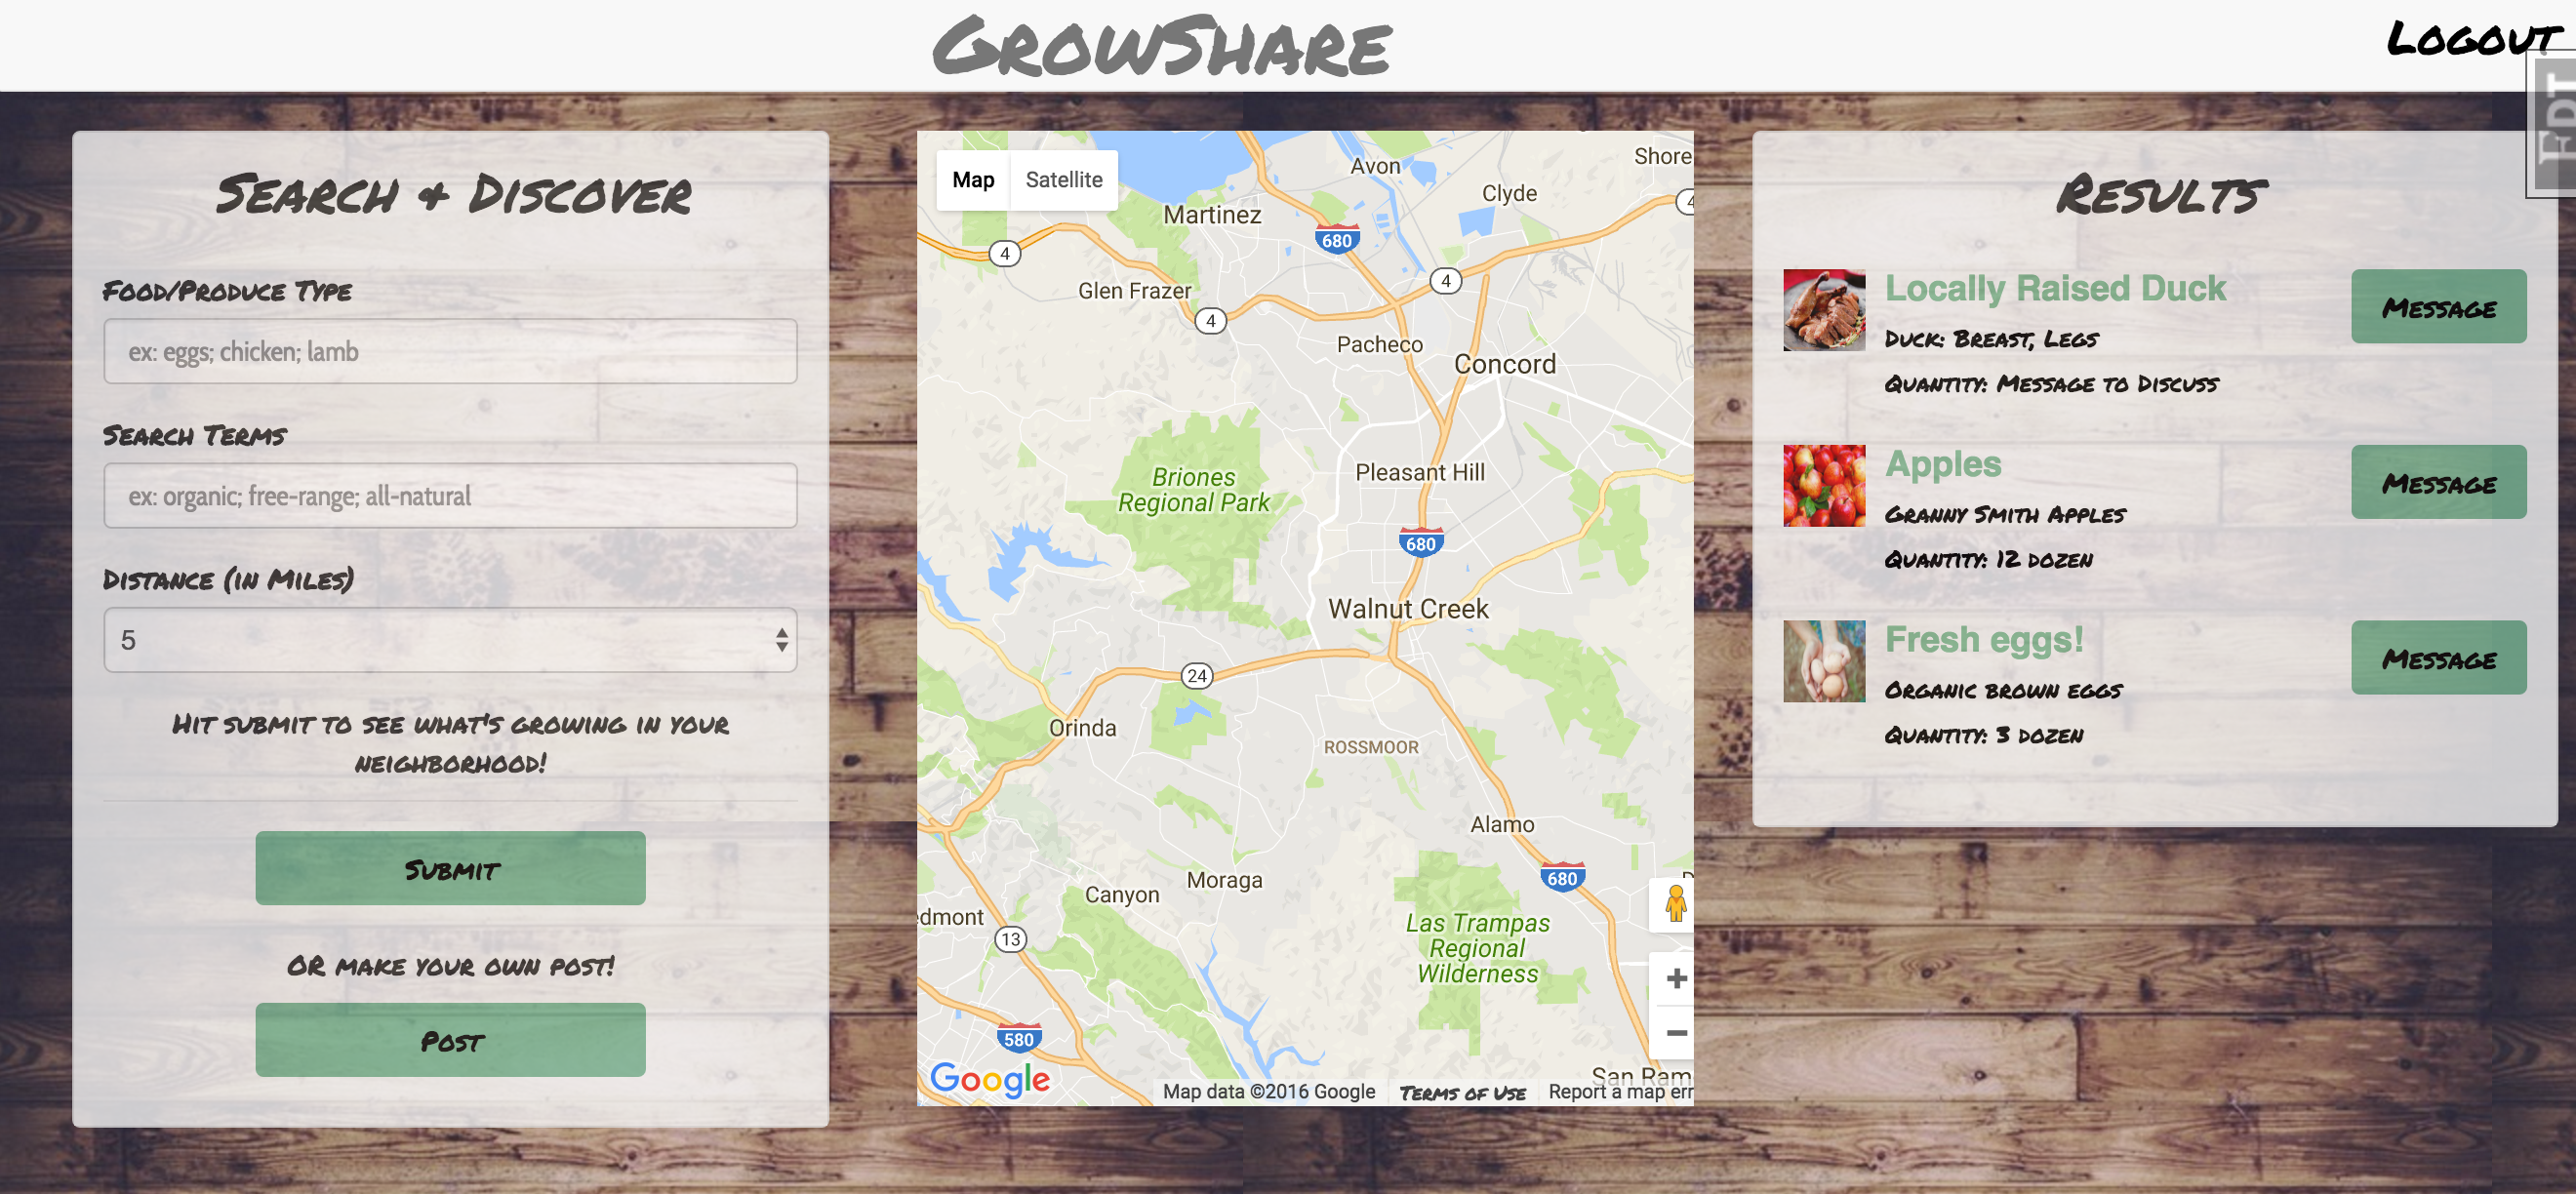 GrowShare
Logout
FDT
Search & Discover
Food/Produce Type
ex: eggs; chicken; lamb
Search Terms
ex: organic; free-range; all-natural
Distance (in Miles)
5
Hit submit to see what's growing in your
neighborhood!
Submit
OR make your own post!
Post
Map
Satellite
Avon
Shore
Clyde
Martinez
680
4
4
4
Glen Frazer
4
Pacheco
Concord
Briones
Regional Park
Pleasant Hill
680
Walnut Creek
24
Orinda
ROSSMOOR
Alamo
680
Moraga
Canyon
edmont
13
Las Trampas
Regional
Wilderness
D
580
San Ram
Google
Map data ©2016 Google
Terms of Use
Report a map err
Results
Locally Raised Duck
Message
Duck: Breast, Legs
Quantity: Message to Discuss
Apples
Message
Granny Smith Apples
Quantity: 12 dozen
Fresh eggs!
Message
Organic brown eggs
Quantity: 3 dozen